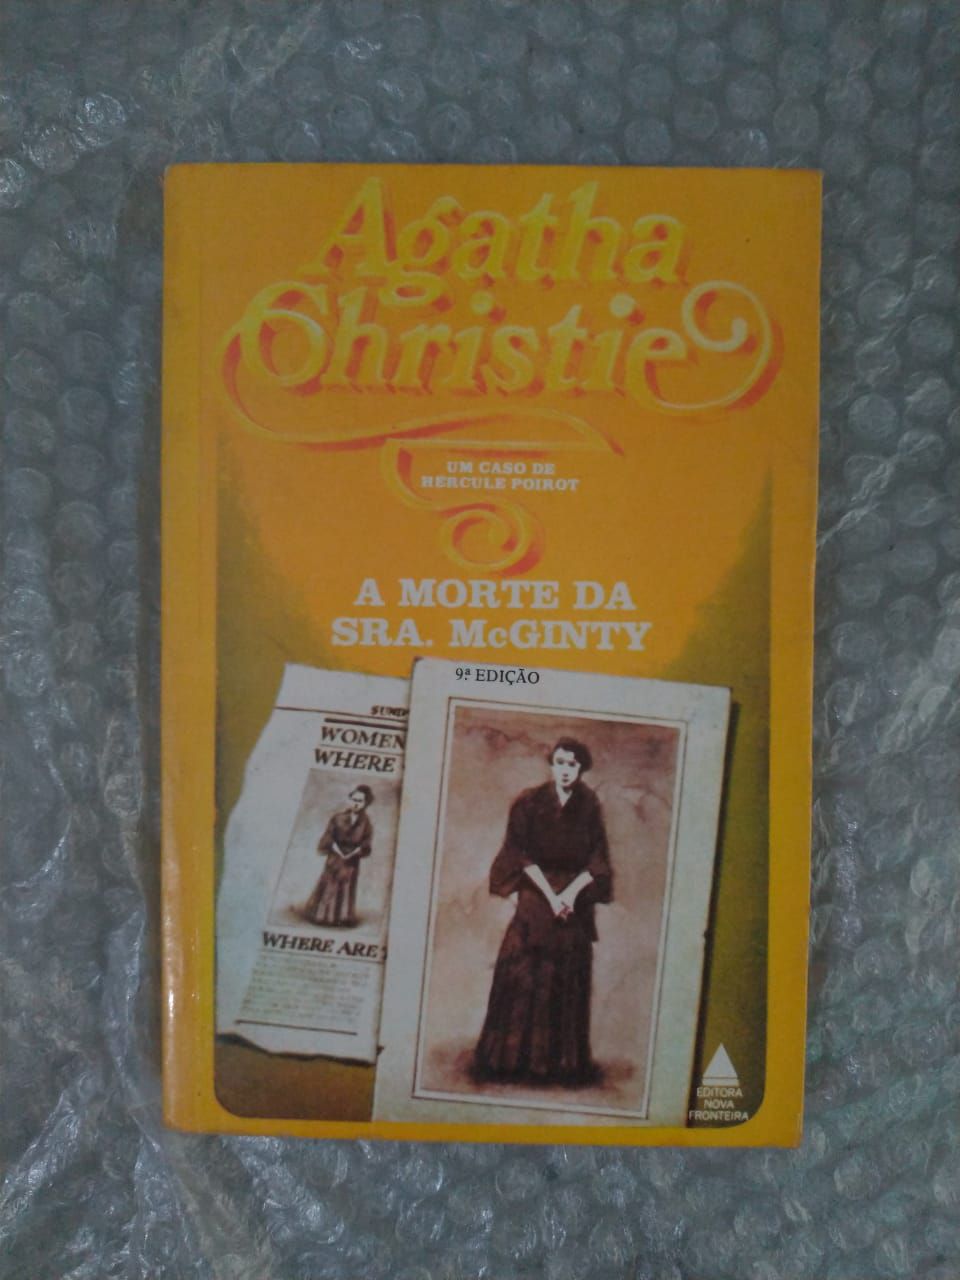 Agatha
Christie
UM CASO DE
HERCULE POIROT
A MORTE DA
SRA. McGINTY
9ª EDIÇÃO
SUND
WOMEN
WHERE
WHERE ARE
EDITORA
NOVA
FRONTEIRA